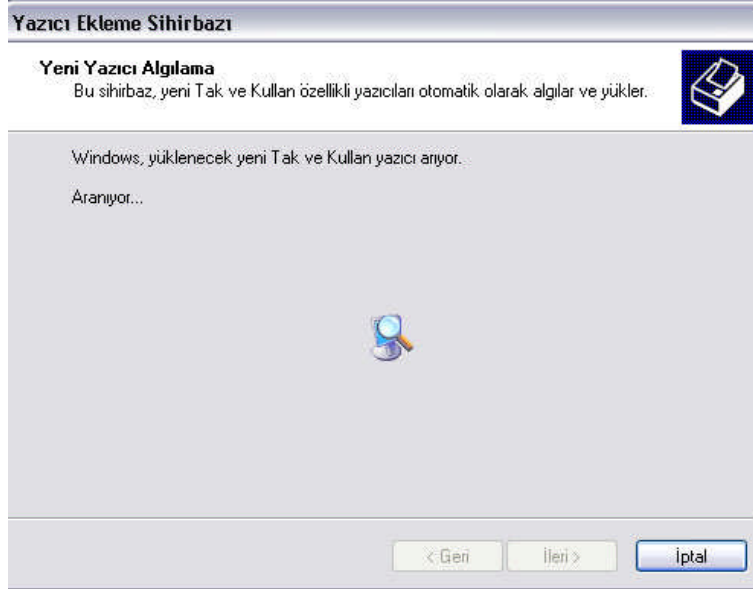 Yazıcı Ekleme Sihirbazı
Yeni Yazıcı Algılama
Bu sihirbaz, yeni Tak ve Kullan özellikli yazıcıları otomatik olarak algılar ve yükler.
Windows, yüklenecek yeni Tak ve Kullan yazıcı arıyor.
Aranıyor...
< Geri İleri > İptal